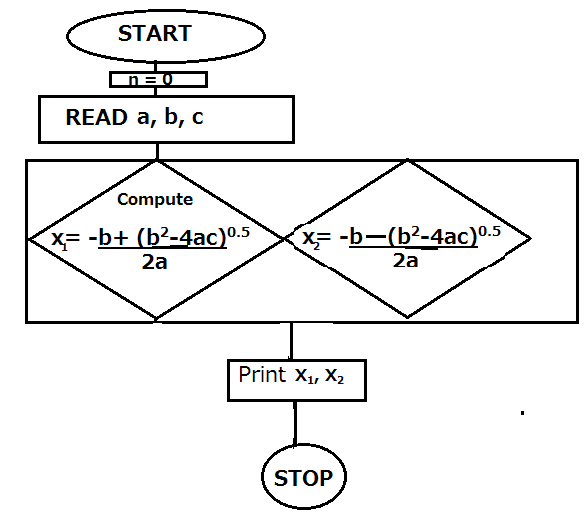 START
n = 0
READ a, b, c
Compute
x₁= -b+ (b²-4ac)⁰·⁵
2a
x₂= -b—(b²-4ac)⁰·⁵
2a
Print x₁, x₂
STOP